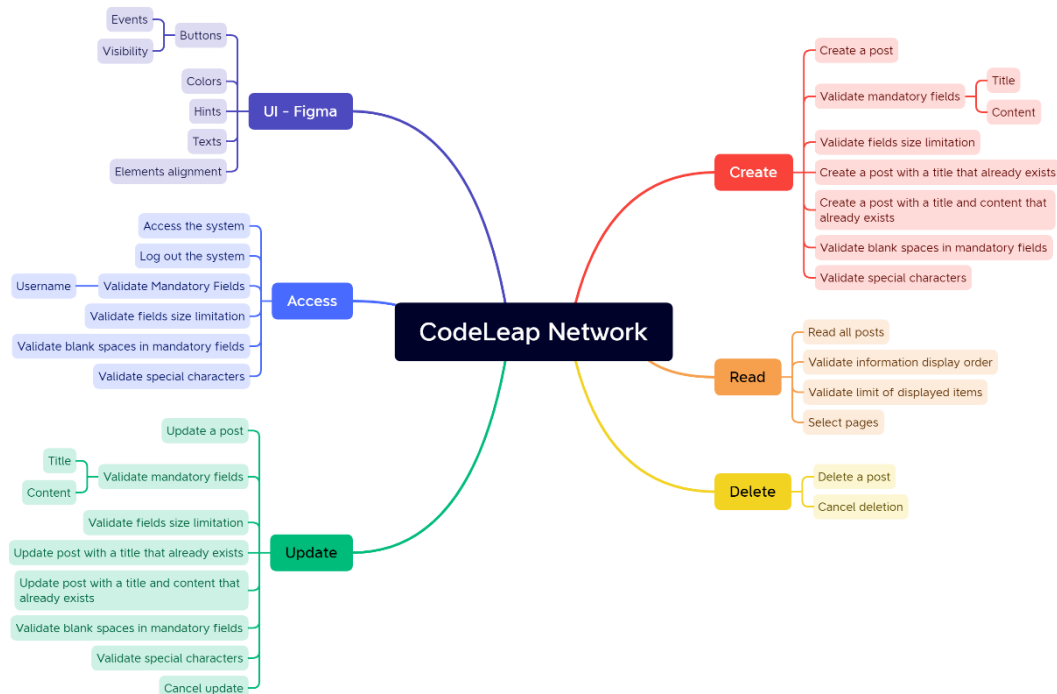 Events
Visibility
Buttons
Colors
Hints
Texts
Elements alignment
UI - Figma
Access the system
Log out the system
Username
Validate Mandatory Fields
Validate fields size limitation
Validate blank spaces in mandatory fields
Validate special characters
Access
Update a post
Title
Content
Validate mandatory fields
Validate fields size limitation
Update post with a title that already exists
Update post with a title and content that
already exists
Validate blank spaces in mandatory fields
Validate special characters
Cancel update
Update
CodeLeap Network
Create
Create a post
Validate mandatory fields
Title
Content
Validate fields size limitation
Create a post with a title that already exists
Create a post with a title and content that
already exists
Validate blank spaces in mandatory fields
Validate special characters
Read
Read all posts
Validate information display order
Validate limit of displayed items
Select pages
Delete
Delete a post
Cancel deletion